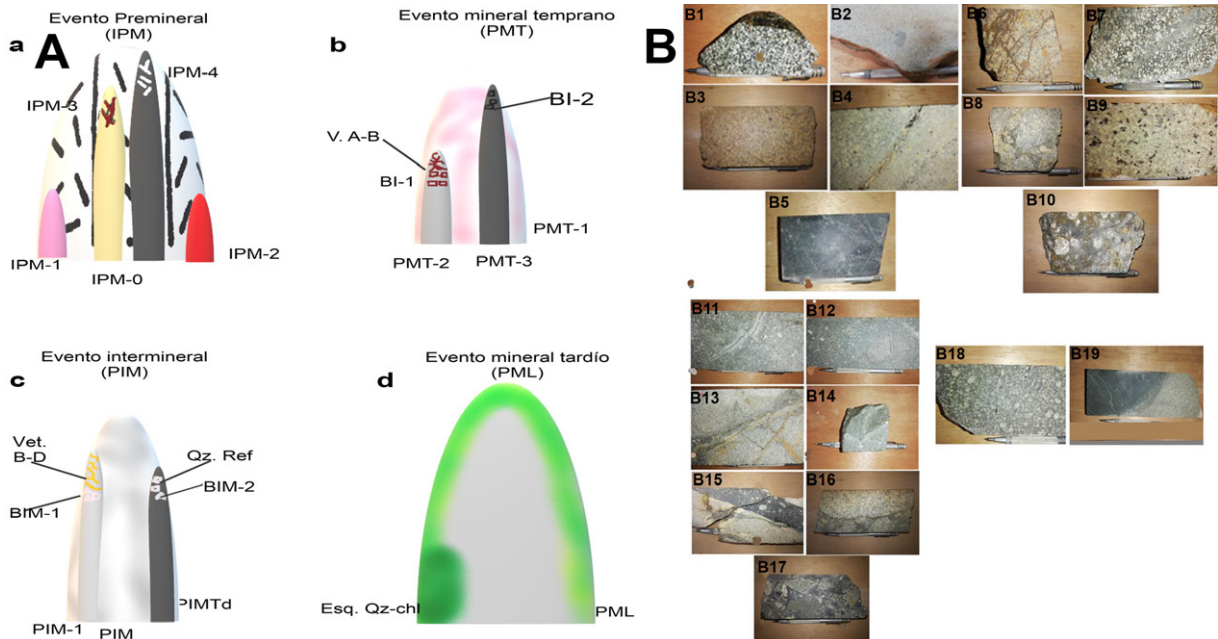 A
Evento Premineral
(IPM)
a
IPM-4
IPM-3
IPM-1
IPM-0
IPM-2
Evento mineral temprano
(PMT)
b
BI-2
V. A-B
BI-1
PMT-1
PMT-2
PMT-3
Evento intermineral
(PIM)
c
Vet.
B-D
Qz. Ref
BIM-1
BIM-2
PIMTd
PIM-1
PIM
Evento mineral tardío
(PML)
d
Esq. Qz-chl
PML
B
B1
B2
B3
B4
B5
B6
B7
B8
B9
B10
B11
B12
B13
B14
B15
B16
B17
B18
B19